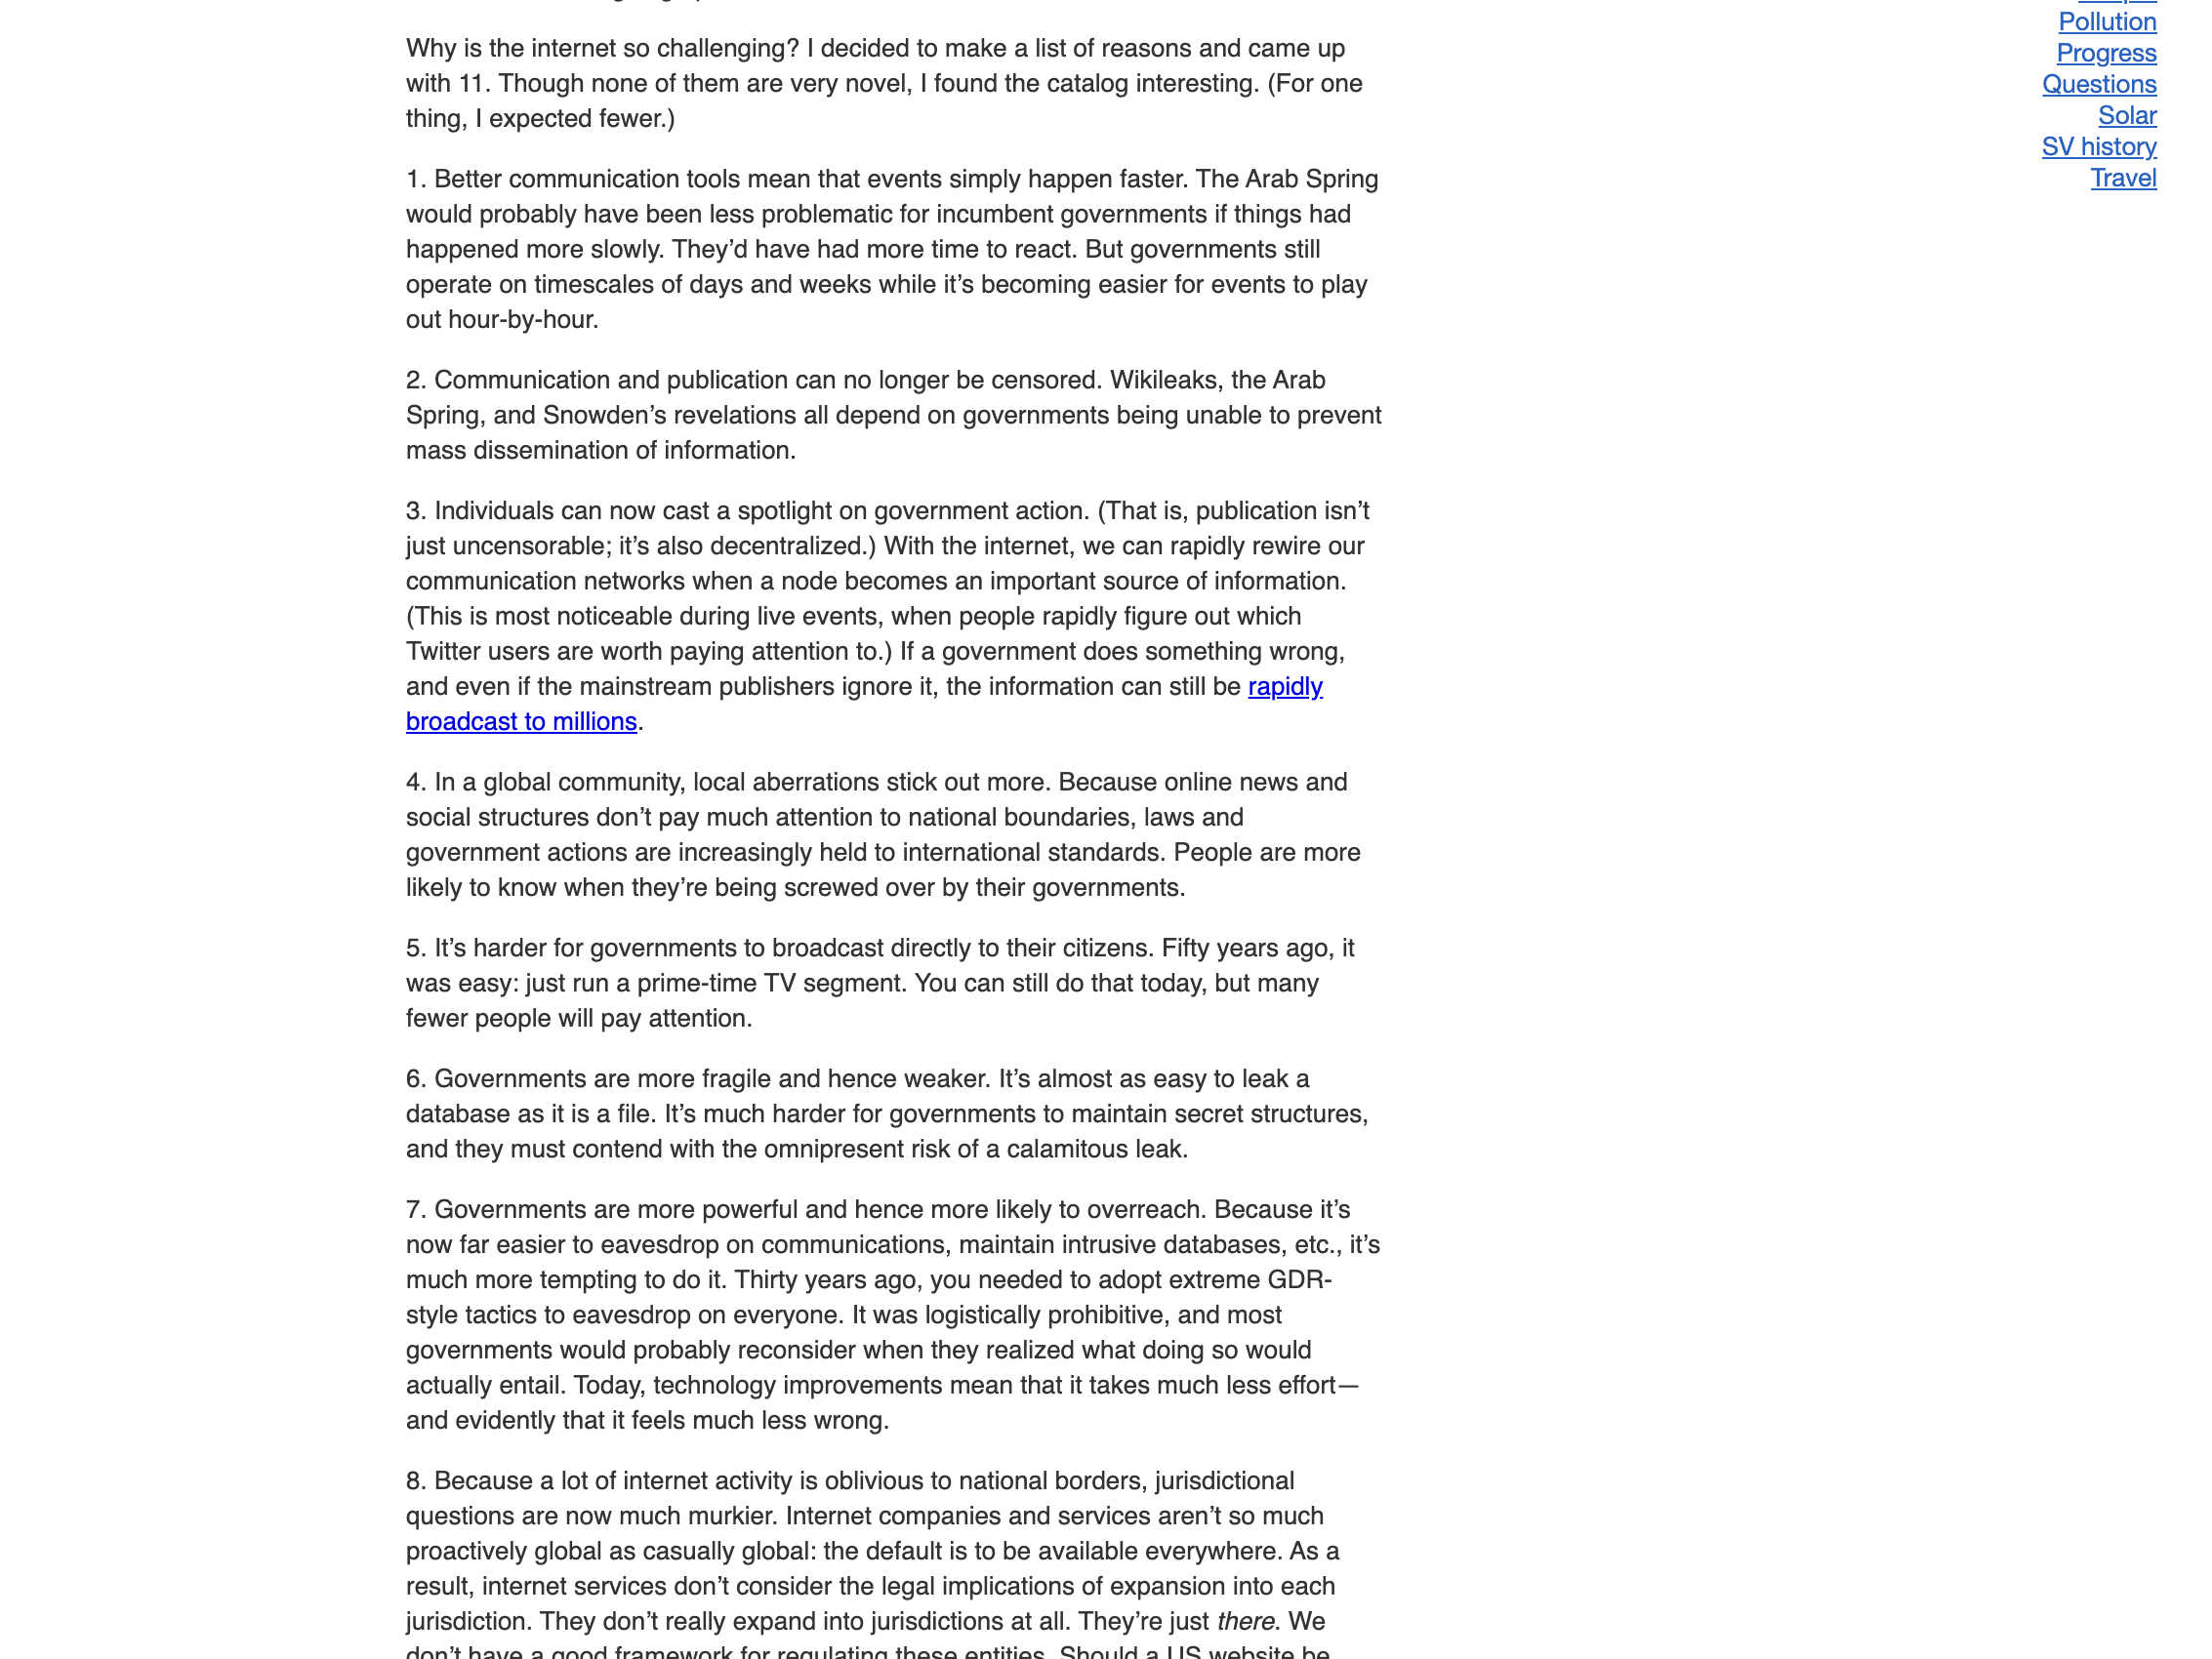 Why is the internet so challenging? I decided to make a list of reasons and came up
with 11. Though none of them are very novel, I found the catalog interesting. (For one
thing, I expected fewer.)
1. Better communication tools mean that events simply happen faster. The Arab Spring
would probably have been less problematic for incumbent governments if things had
happened more slowly. They’d have had more time to react. But governments still
operate on timescales of days and weeks while it’s becoming easier for events to play
out hour-by-hour.
2. Communication and publication can no longer be censored. Wikileaks, the Arab
Spring, and Snowden’s revelations all depend on governments being unable to prevent
mass dissemination of information.
3. Individuals can now cast a spotlight on government action. (That is, publication isn’t
just uncensorable; it’s also decentralized.) With the internet, we can rapidly rewire our
communication networks when a node becomes an important source of information.
(This is most noticeable during live events, when people rapidly figure out which
Twitter users are worth paying attention to.) If a government does something wrong,
and even if the mainstream publishers ignore it, the information can still be rapidly
broadcast to millions.
4. In a global community, local aberrations stick out more. Because online news and
social structures don’t pay much attention to national boundaries, laws and
government actions are increasingly held to international standards. People are more
likely to know when they’re being screwed over by their governments.
5. It’s harder for governments to broadcast directly to their citizens. Fifty years ago, it
was easy: just run a prime-time TV segment. You can still do that today, but many
fewer people will pay attention.
6. Governments are more fragile and hence weaker. It’s almost as easy to leak a
database as it is a file. It’s much harder for governments to maintain secret structures,
and they must contend with the omnipresent risk of a calamitous leak.
7. Governments are more powerful and hence more likely to overreach. Because it’s
now far easier to eavesdrop on communications, maintain intrusive databases, etc., it’s
much more tempting to do it. Thirty years ago, you needed to adopt extreme GDR-
style tactics to eavesdrop on everyone. It was logistically prohibitive, and most
governments would probably reconsider when they realized what doing so would
actually entail. Today, technology improvements mean that it takes much less effort—
and evidently that it feels much less wrong.
8. Because a lot of internet activity is oblivious to national borders, jurisdictional
questions are now much murkier. Internet companies and services aren’t so much
proactively global as casually global: the default is to be available everywhere. As a
result, internet services don’t consider the legal implications of expansion into each
jurisdiction. They don’t really expand into jurisdictions at all. They’re just there. We
don’t have a good framework for regulating these entities. Should a US website be
Pollution
Progress
Questions
Solar
SV history
Travel